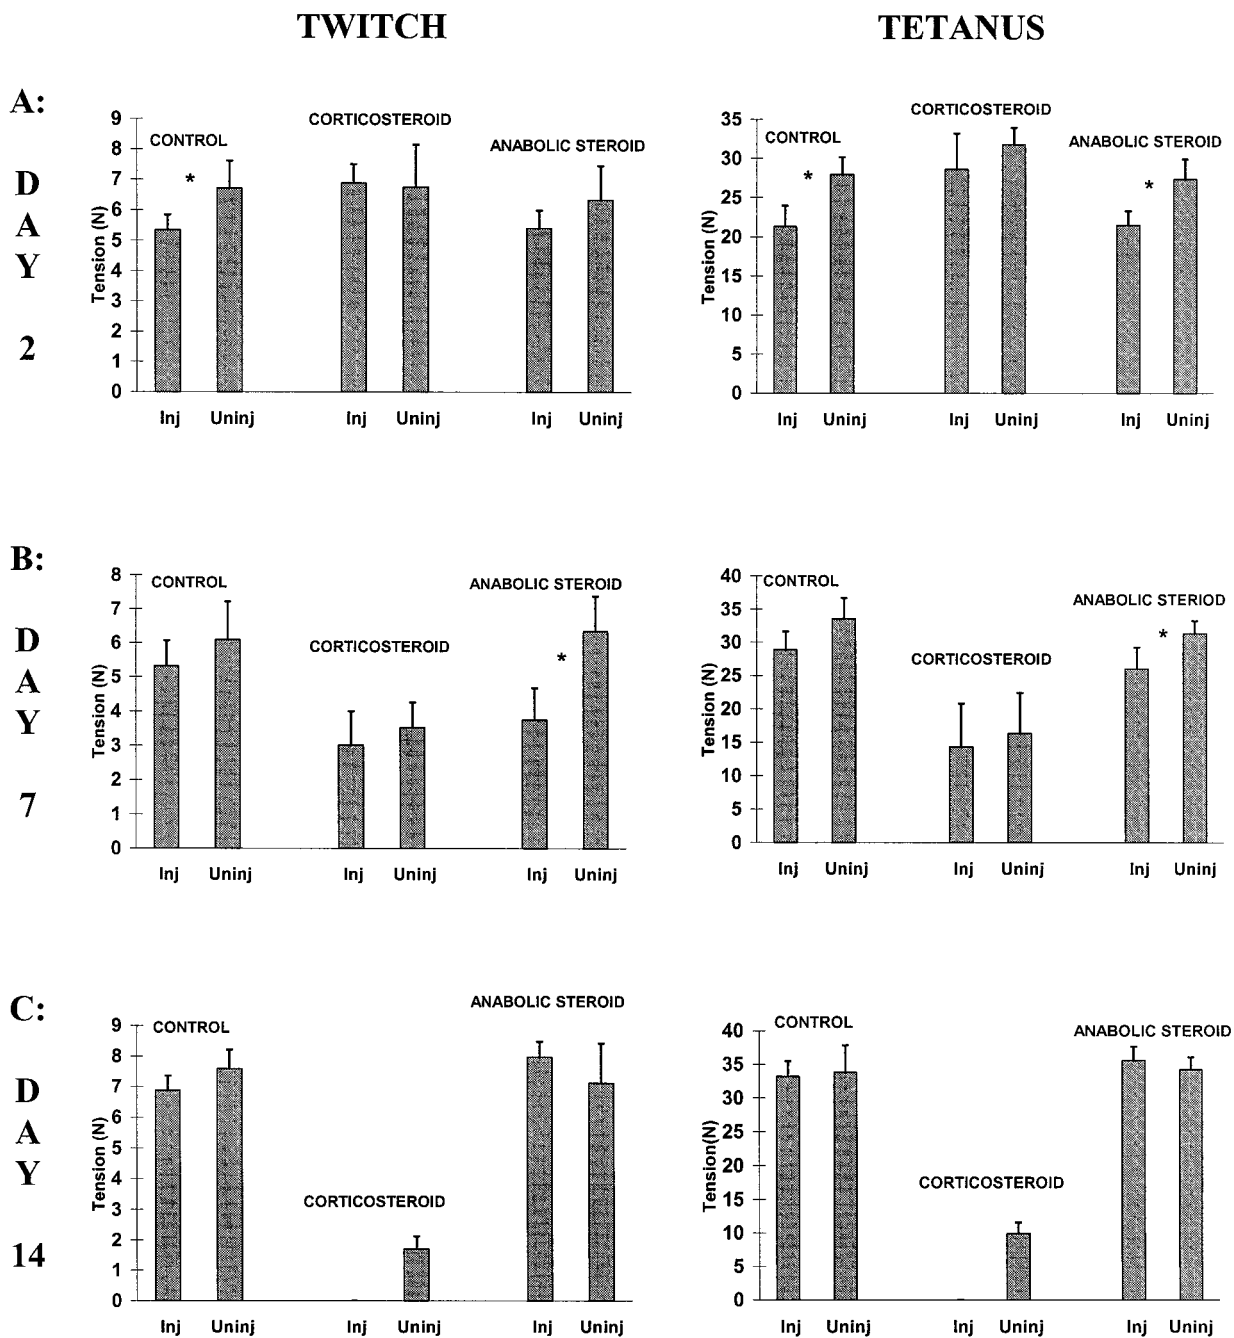 TWITCH
TETANUS
A:
D
A
Y
2
9
8
7
6
5
4
3
2
1
0
Tension (N)
CONTROL
*
CORTICOSTEROID
ANABOLIC STEROID
Inj Uninj Inj Uninj Inj Uninj
35
30
25
20
15
10
5
0
Tension (N)
CONTROL
*
CORTICOSTEROID
ANABOLIC STEROID
*
Inj Uninj Inj Uninj Inj Uninj
B:
D
A
Y
7
8
7
6
5
4
3
2
1
0
Tension (N)
CONTROL
CORTICOSTEROID
ANABOLIC STEROID
*
Inj Uninj Inj Uninj Inj Uninj
40
35
30
25
20
15
10
5
0
Tension (N)
CONTROL
CORTICOSTEROID
ANABOLIC STERIOD
*
Inj Uninj Inj Uninj Inj Uninj
C:
D
A
Y
14
9
8
7
6
5
4
3
2
1
0
Tension (N)
CONTROL
CORTICOSTEROID
ANABOLIC STEROID
Inj Uninj Inj Uninj Inj Uninj
40
35
30
25
20
15
10
5
0
Tension(N)
CONTROL
CORTICOSTEROID
ANABOLIC STEROID
Inj Uninj Inj Uninj Inj Uninj